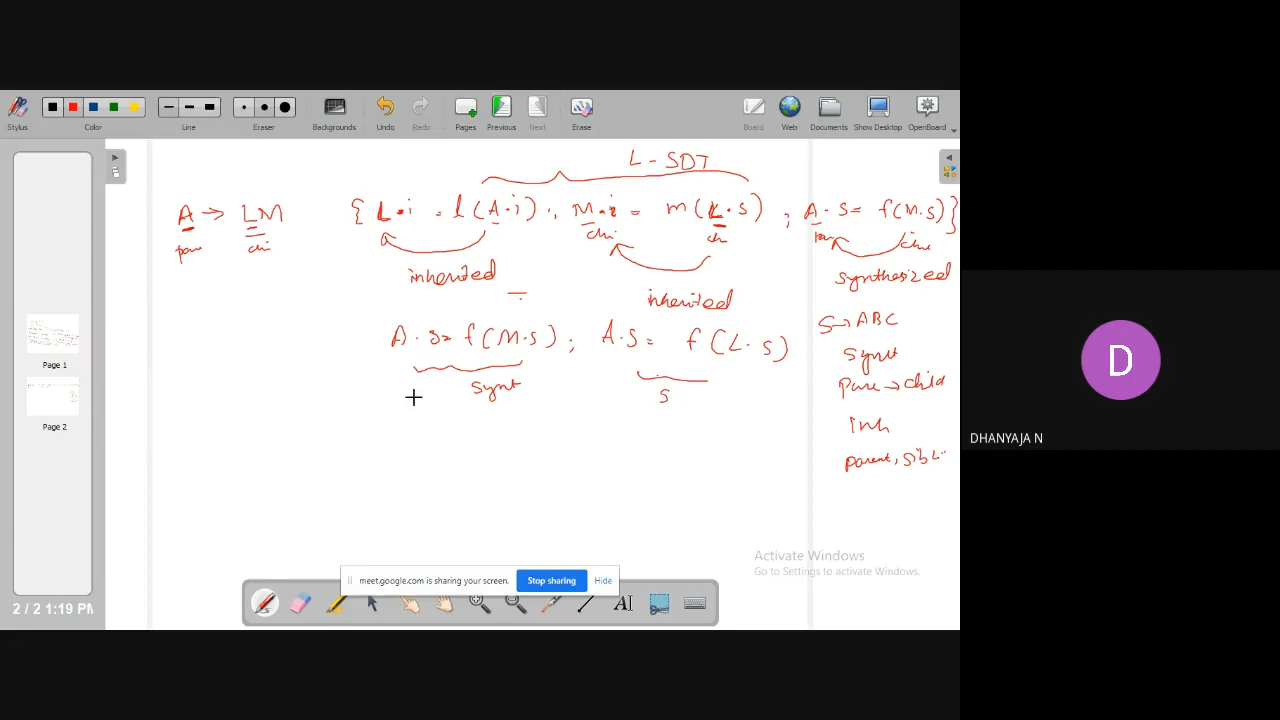 Stylus Color Line Eraser Backgrounds Undo Redo Pages Previous Next Erase Board Web Documents Show Desktop OpenBoard
L - SDT
A → LM { L.i = l(A.i) ; M.i = m(L.s) ; A.s = f(M.s) }
chi chi
inherited inherited synthesized
A.s = f(M.s) ; A.s = f(L.s)
synt S
S → ABC
synt
Pare → child
inh
parent, sibl..
Page 1
Page 2
DHANYAJA N
D
Activate Windows
Go to Settings to activate Windows.
meet.google.com is sharing your screen. Stop sharing Hide
2 / 2 1:19 PM